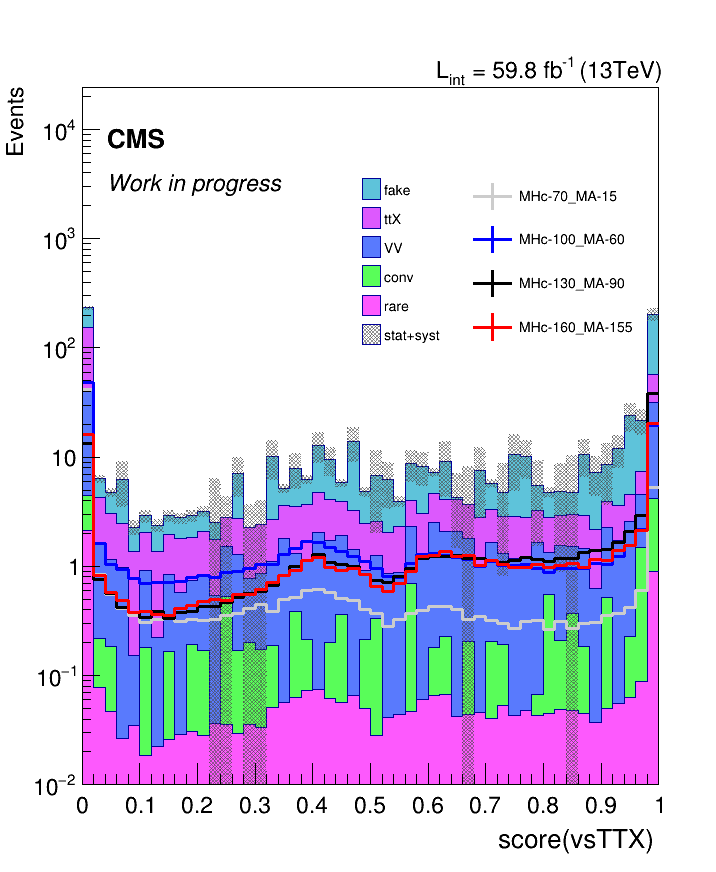 L_int = 59.8 fb^-1 (13TeV)
Events
CMS
Work in progress
fake
ttX
VV
conv
rare
stat+syst
MHc-70_MA-15
MHc-100_MA-60
MHc-130_MA-90
MHc-160_MA-155
10^4
10^3
10^2
10
1
10^−1
10^−2
0 0.1 0.2 0.3 0.4 0.5 0.6 0.7 0.8 0.9 1
score(vsTTX)